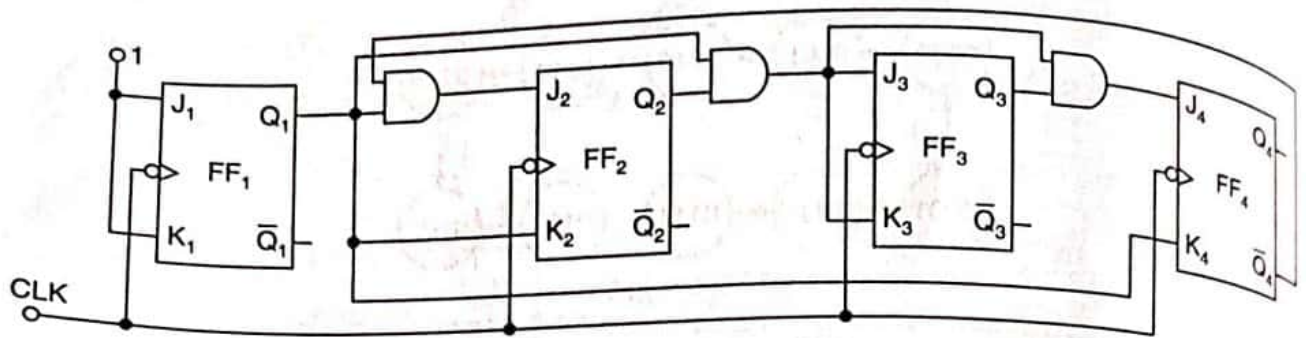 1
J₁ Q₁ FF₁ K₁ Q̅₁
J₂ Q₂ FF₂ K₂ Q̅₂
J₃ Q₃ FF₃ K₃ Q̅₃
J₄ Q₄ FF₄ K₄ Q̅₄
CLK